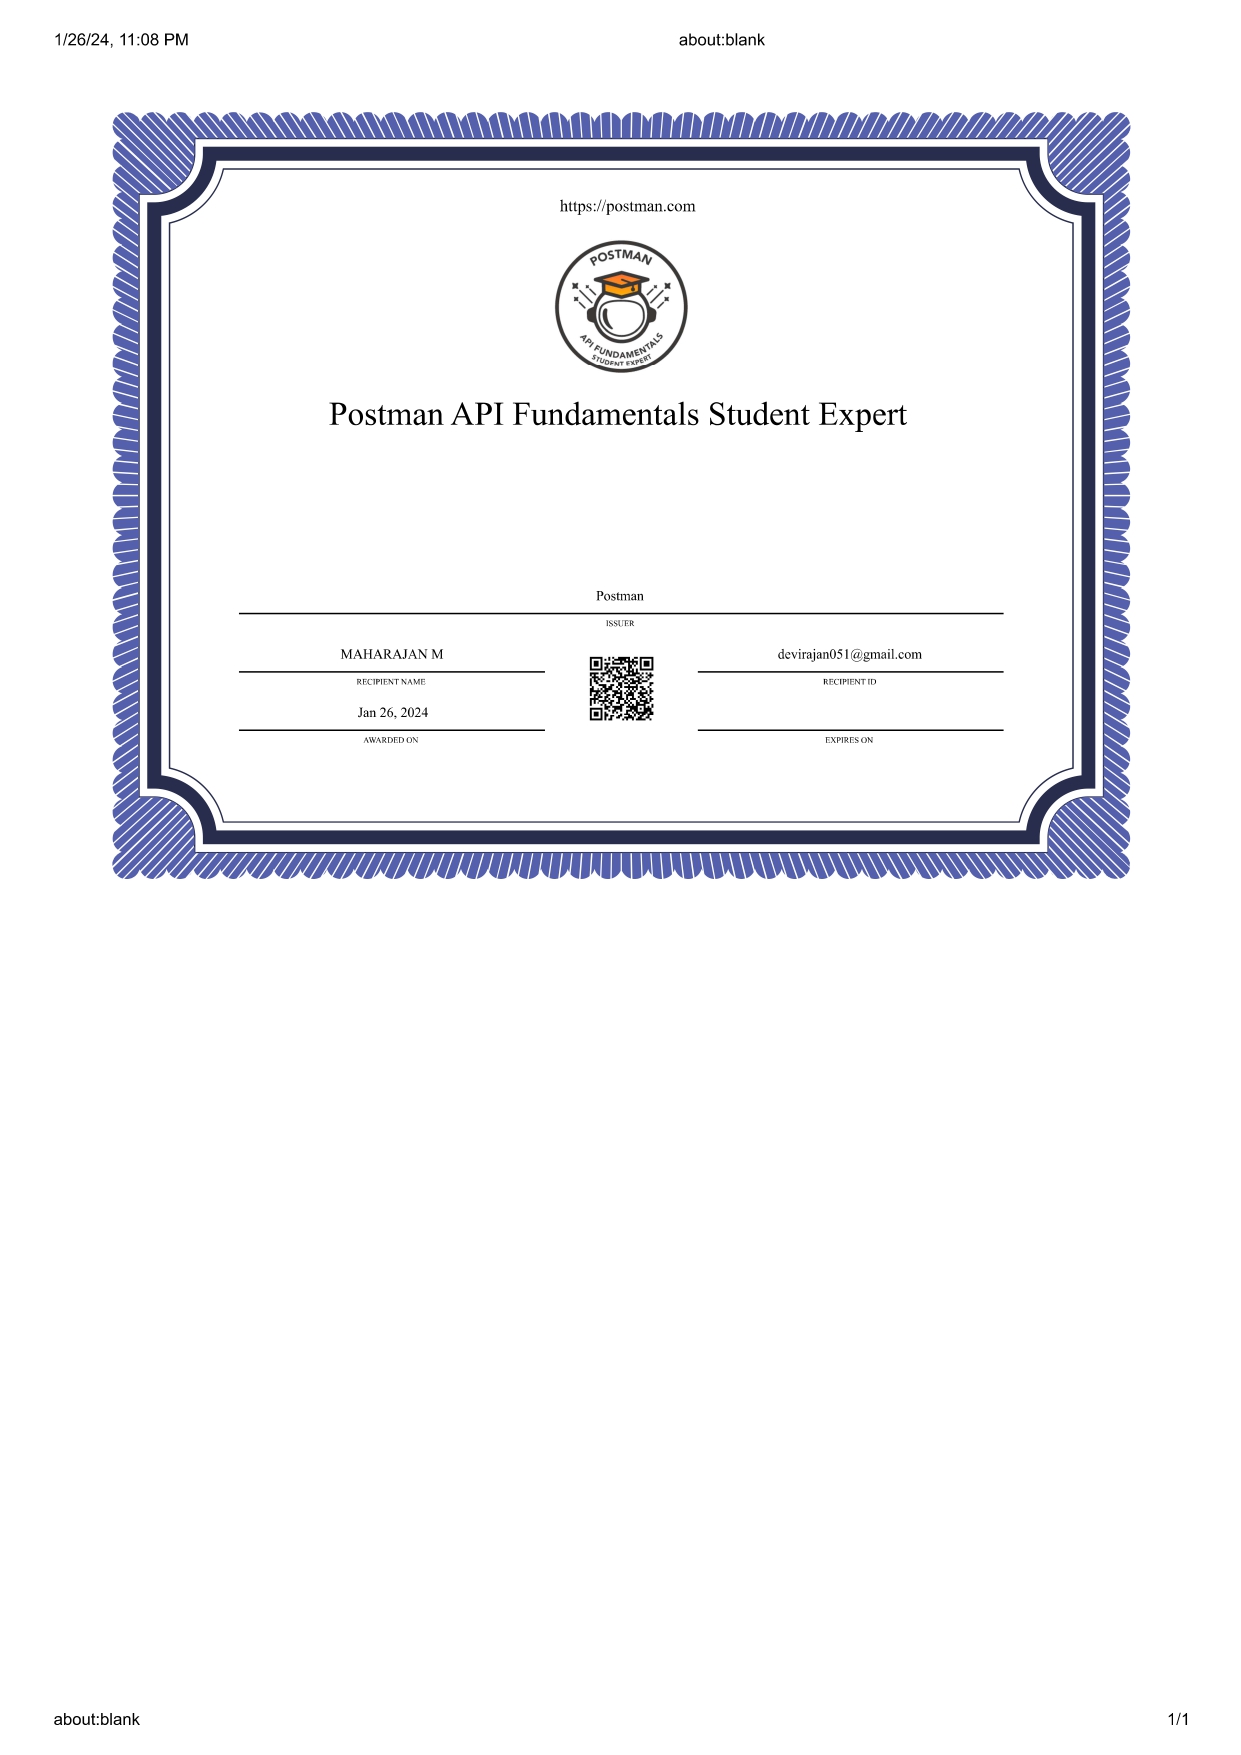 1/26/24, 11:08 PM about:blank
https://postman.com
POSTMAN
API FUNDAMENTALS
STUDENT EXPERT
Postman API Fundamentals Student Expert
Postman
ISSUER
MAHARAJAN M
RECIPIENT NAME
devirajan051@gmail.com
RECIPIENT ID
Jan 26, 2024
AWARDED ON
EXPIRES ON
about:blank 1/1